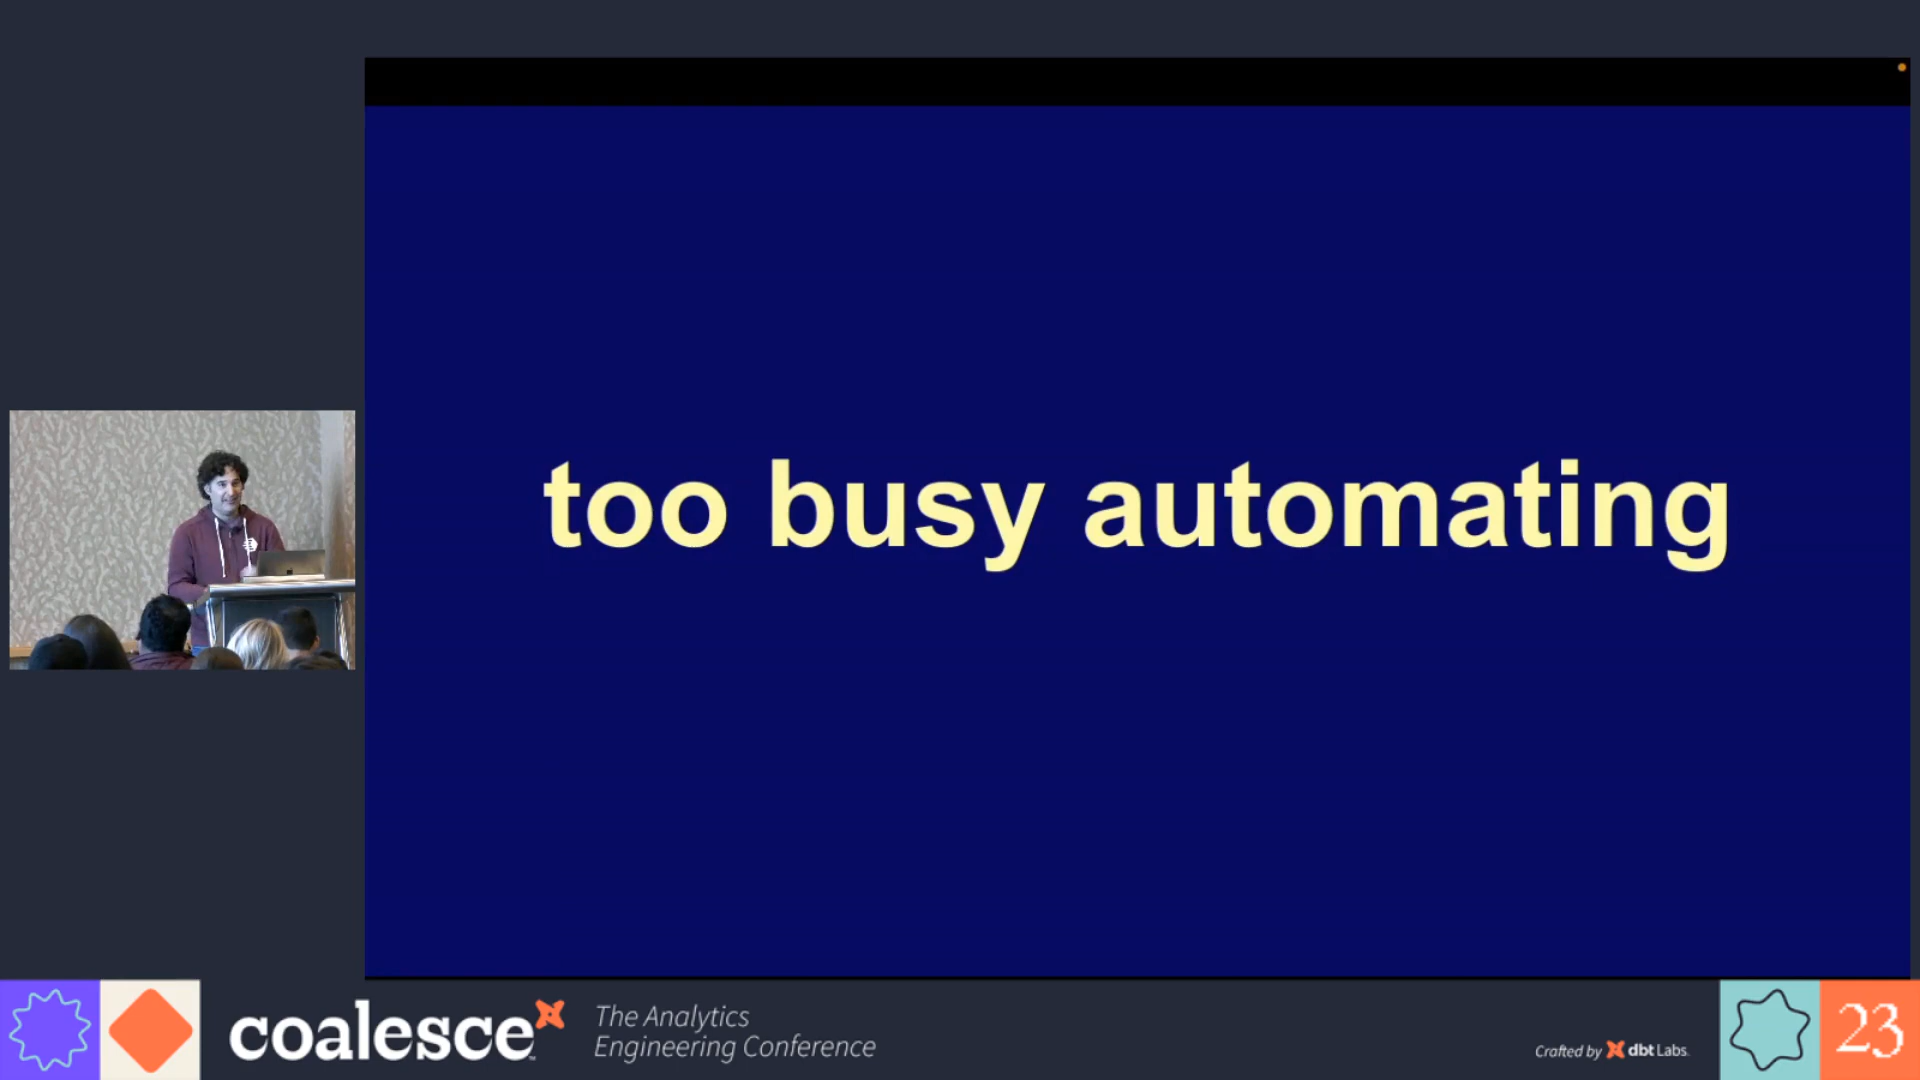 too busy automating
coalesce
The Analytics
Engineering Conference
Crafted by dbt Labs
23